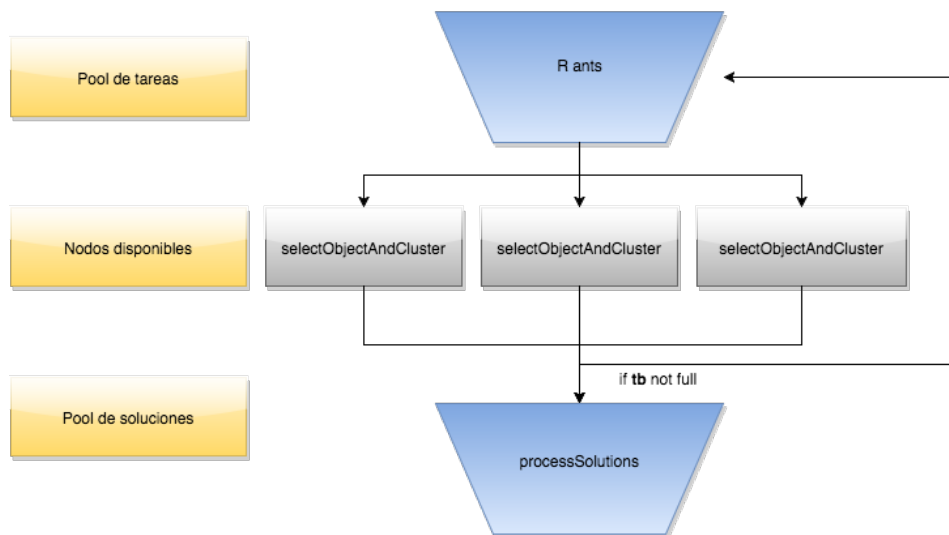 Pool de tareas
R ants
Nodos disponibles
selectObjectAndCluster
selectObjectAndCluster
selectObjectAndCluster
if tb not full
Pool de soluciones
processSolutions